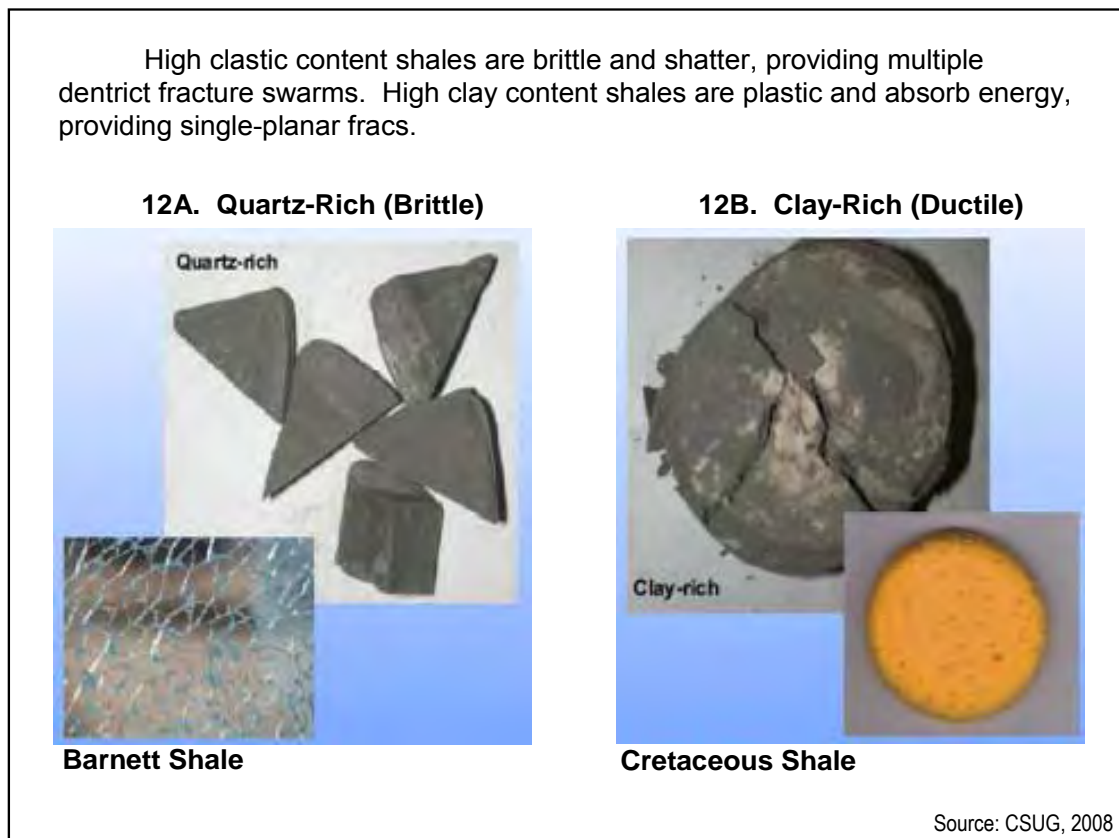 High clastic content shales are brittle and shatter, providing multiple
dentrict fracture swarms. High clay content shales are plastic and absorb energy,
providing single-planar fracs.
12A. Quartz-Rich (Brittle)
12B. Clay-Rich (Ductile)
Quartz-rich
Clay-rich
Barnett Shale
Cretaceous Shale
Source: CSUG, 2008